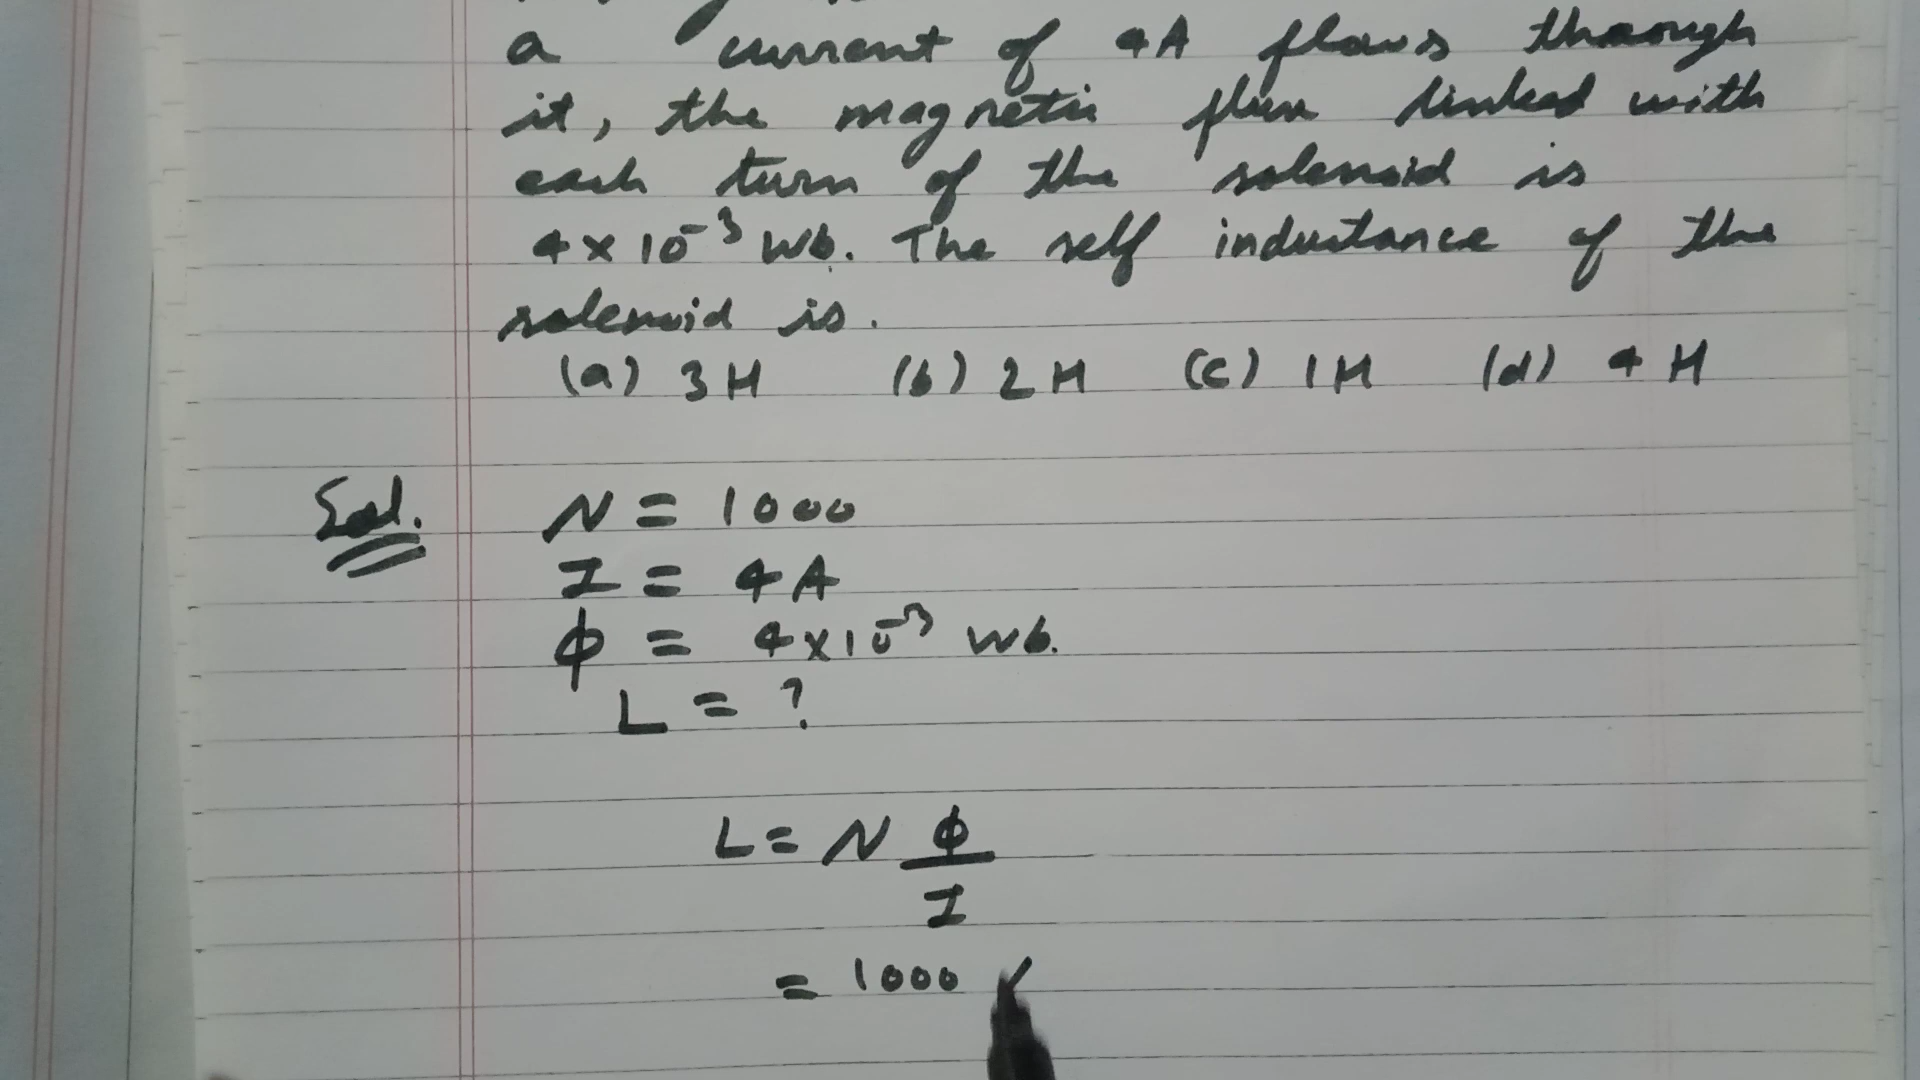 a current of 4A flows through
it, the magnetic flux linked with
each turn of the solenoid is
4 × 10⁻³ Wb. The self inductance of the
solenoid is.
(a) 3H (b) 2H (c) 1H (d) 4H
Sol. N = 1000
I = 4A
ϕ = 4×10⁻³ Wb.
L = ?
L = N ϕ
I
= 1000